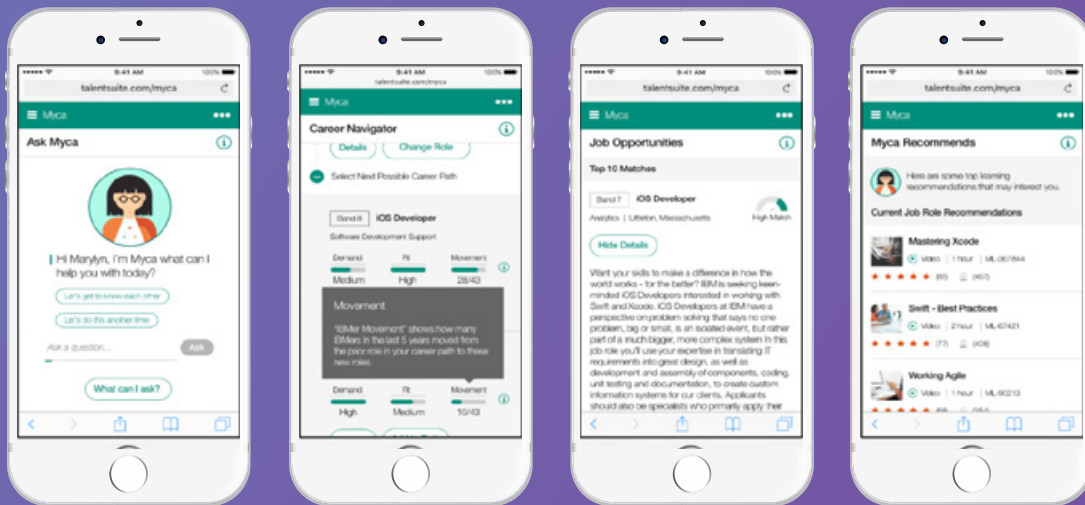 9:41 AM 100%
talentsuite.com/myca
Myca
Ask Myca
Hi Marylyn, I'm Myca what can I
help you with today?
Let's get to know each other
Let's do this another time
Ask a question... Ask
What can I ask?
9:41 AM 100%
talentsuite.com/myca
Myca
Career Navigator
Details Change Role
Select Next Possible Career Path
Band 8 iOS Developer
Software Development Support
Demand Fit Movement
Medium High 28/43
Movement
"IBMer Movement" shows how many
IBMers in the last 5 years moved from
the prior role in your career path to these
new roles.
Demand Fit Movement
High Medium 10/43
9:41 AM 100%
talentsuite.com/myca
Myca
Job Opportunities
Top 10 Matches
Band 7 iOS Developer
Analytics | Littleton, Massachusetts High Match
Hide Details
Want your skills to make a difference in how the
world works - for the better? IBM is seeking keen-
minded iOS Developers interested in working with
Swift and Xcode. iOS Developers at IBM have a
perspective on problem solving that says no one
problem, big or small, is an isolated event, but rather
part of a much bigger, more complex system. In this
job role you'll use your expertise in translating IT
requirements into great design, as well as
development and assembly of components, coding,
unit testing and documentation, to create custom
information systems for our clients. Applicants
should also be specialists who primarily apply their
9:41 AM 100%
talentsuite.com/myca
Myca
Myca Recommends
Here are some top learning
recommendations that may interest you.
Current Job Role Recommendations
Mastering Xcode
Video | 1 hour | ML-367844
Swift - Best Practices
Video | 2 hour | ML-67421
(77) (408)
Working Agile
Video | 1 hour | ML-90213